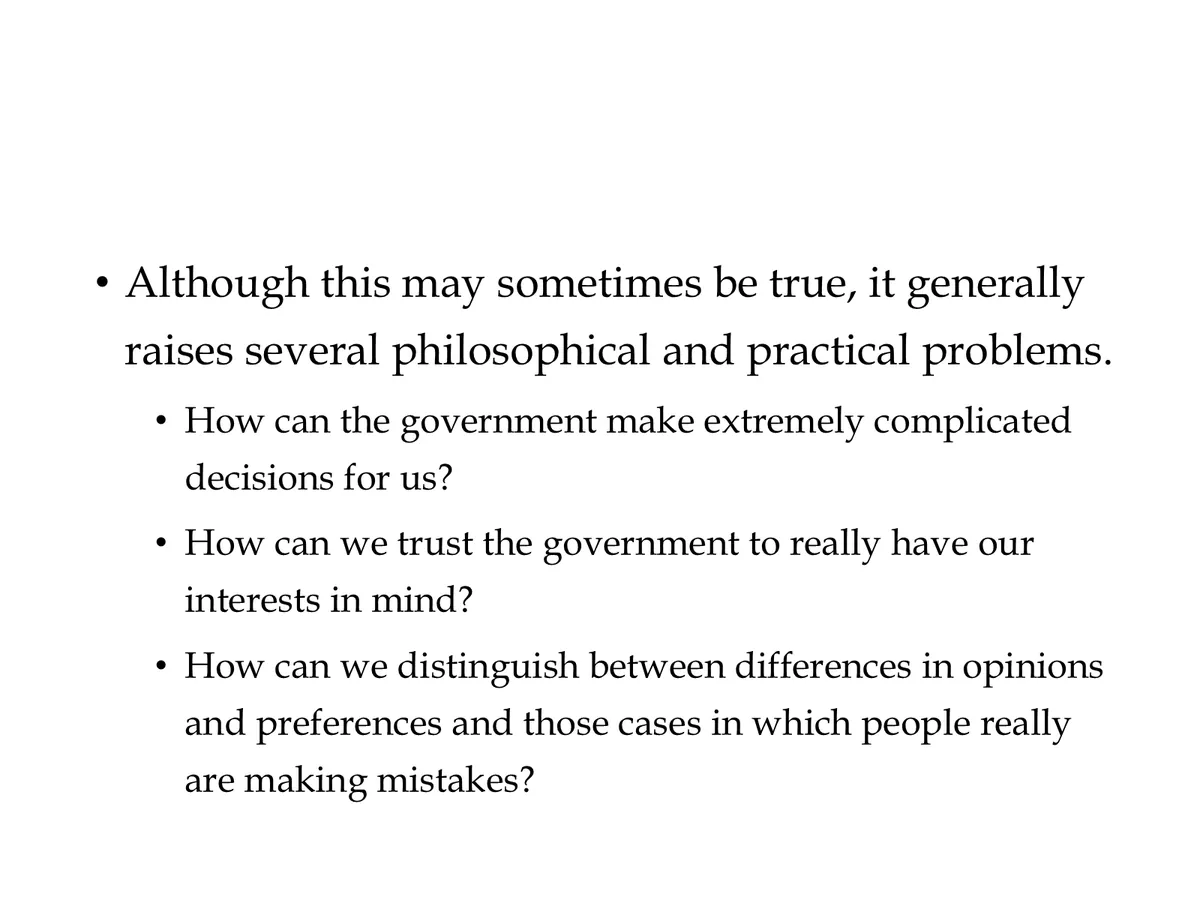 • Although this may sometimes be true, it generally
raises several philosophical and practical problems.
• How can the government make extremely complicated
decisions for us?
• How can we trust the government to really have our
interests in mind?
• How can we distinguish between differences in opinions
and preferences and those cases in which people really
are making mistakes?